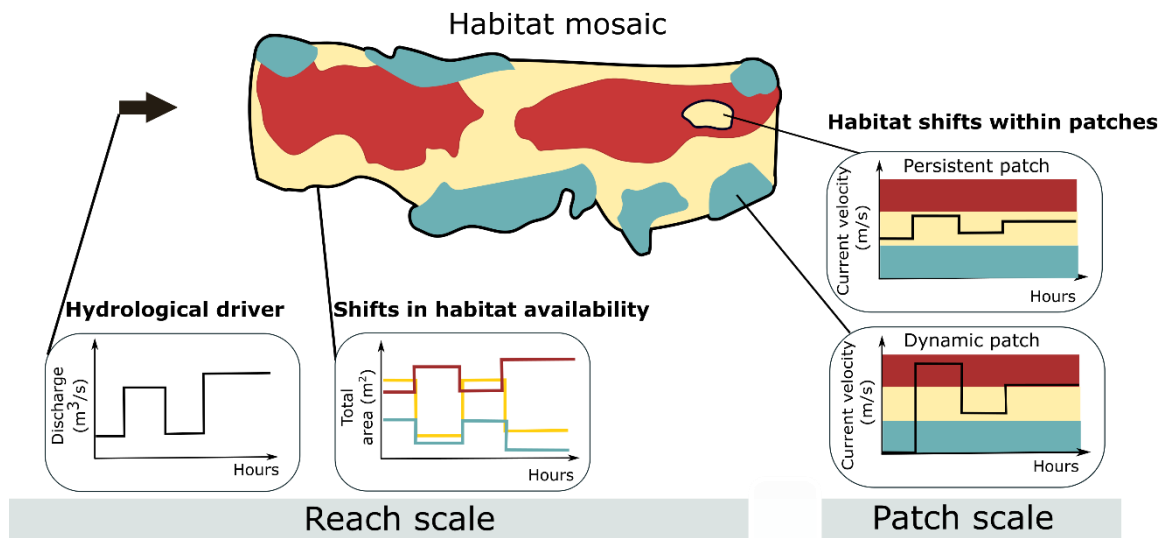 Habitat mosaic
Habitat shifts within patches
Persistent patch
Current velocity
(m/s)
Hours
Hydrological driver
Discharge
(m³/s)
Hours
Shifts in habitat availability
Total
area (m²)
Hours
Dynamic patch
Current velocity
(m/s)
Hours
Reach scale
Patch scale